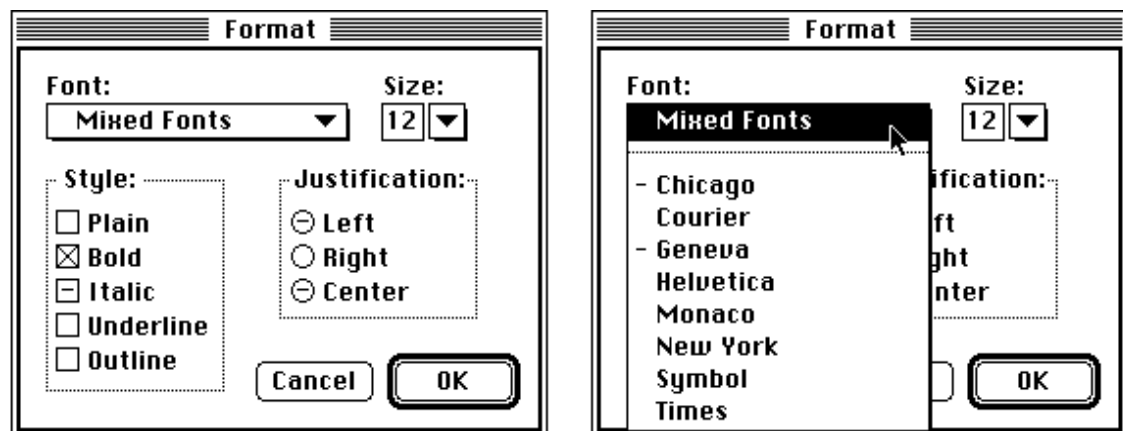 Format
Font:
Size:
Mixed Fonts
12
Style:
Justification:
Plain
Left
Bold
Right
Italic
Center
Underline
Outline
Cancel
OK
Format
Font:
Size:
Mixed Fonts
12
- Chicago
ification:
Courier
ft
- Geneva
ght
Helvetica
nter
Monaco
New York
Symbol
OK
Times